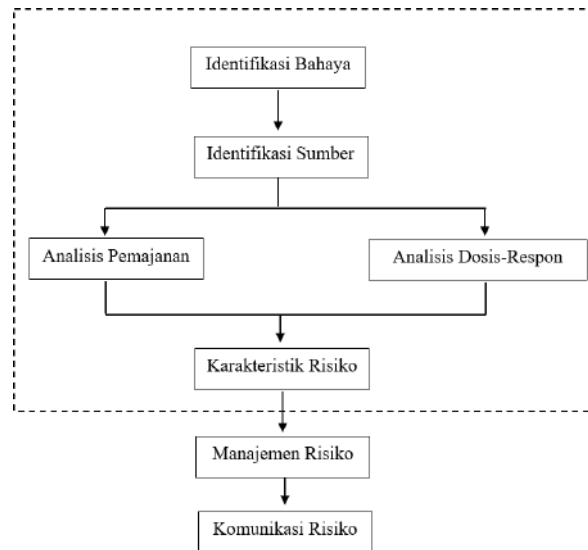 Identifikasi Bahaya
Identifikasi Sumber
Analisis Pemajanan
Analisis Dosis-Respon
Karakteristik Risiko
Manajemen Risiko
Komunikasi Risiko